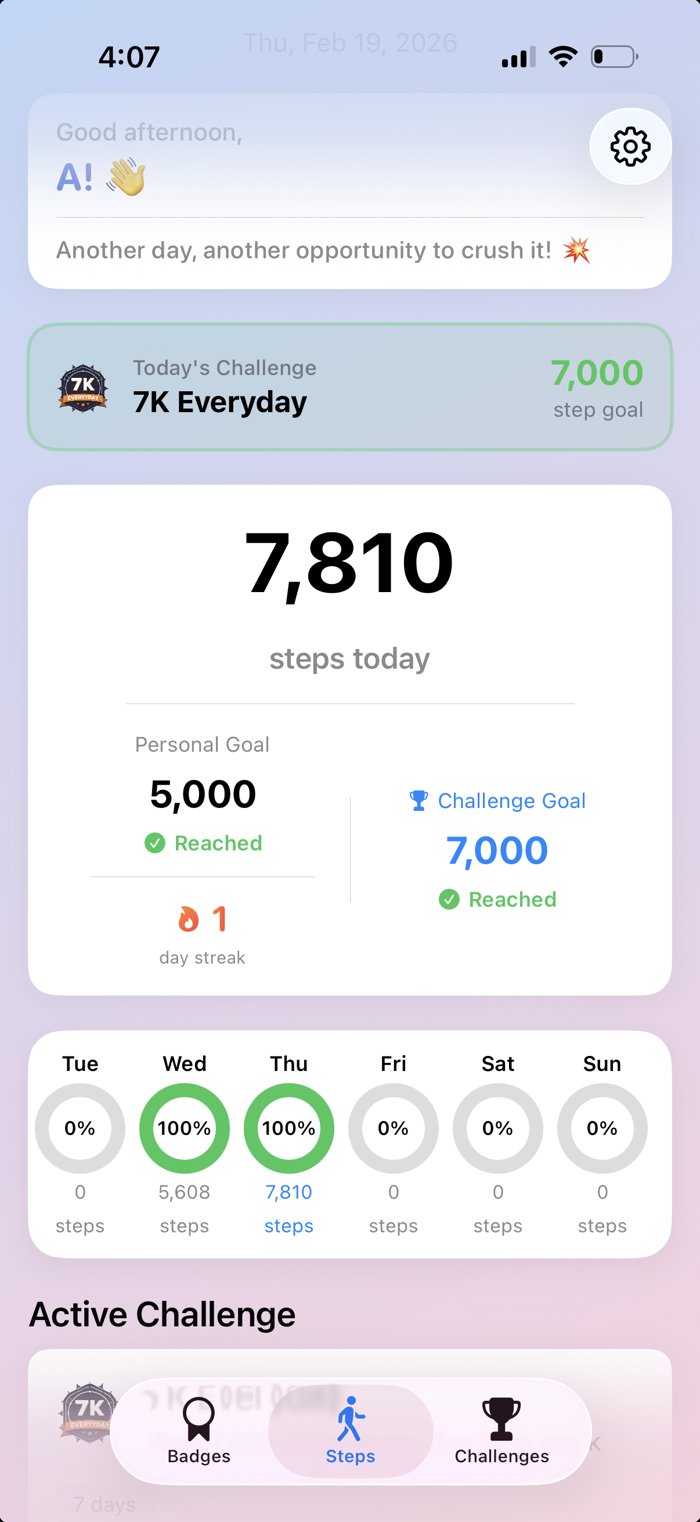 4:07
Thu, Feb 19, 2026
Good afternoon,
A! 👋
Another day, another opportunity to crush it! 💥
7K
EVERYDAY
Today's Challenge
7K Everyday
7,000
step goal
7,810
steps today
Personal Goal
5,000
Reached
🔥 1
day streak
Challenge Goal
7,000
Reached
Tue Wed Thu Fri Sat Sun
0% 100% 100% 0% 0% 0%
0 5,608 7,810 0 0 0
steps steps steps steps steps steps
Active Challenge
7K
EVERYDAY
Badges Steps Challenges
7 days